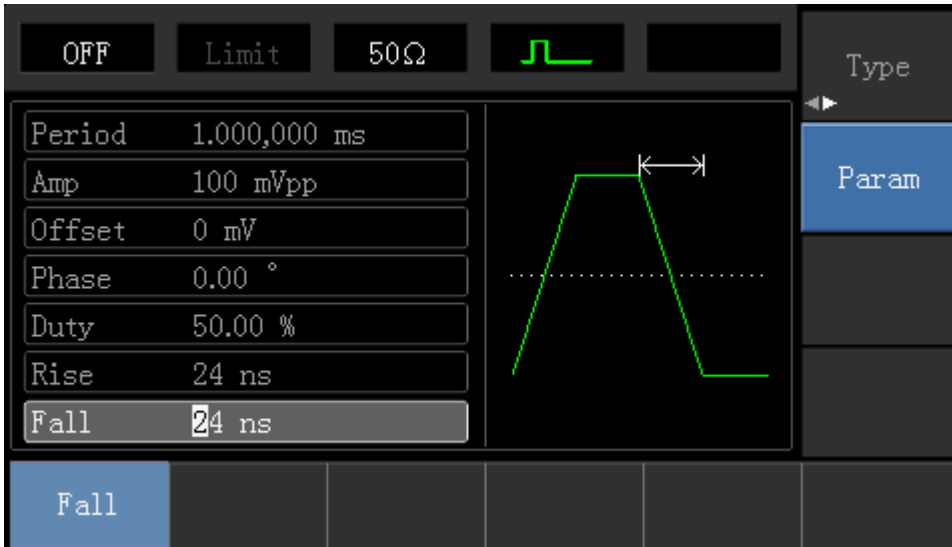 OFF Limit 50Ω
Type
Param
Period 1.000,000 ms
Amp 100 mVpp
Offset 0 mV
Phase 0.00 °
Duty 50.00 %
Rise 24 ns
Fall 24 ns
Fall